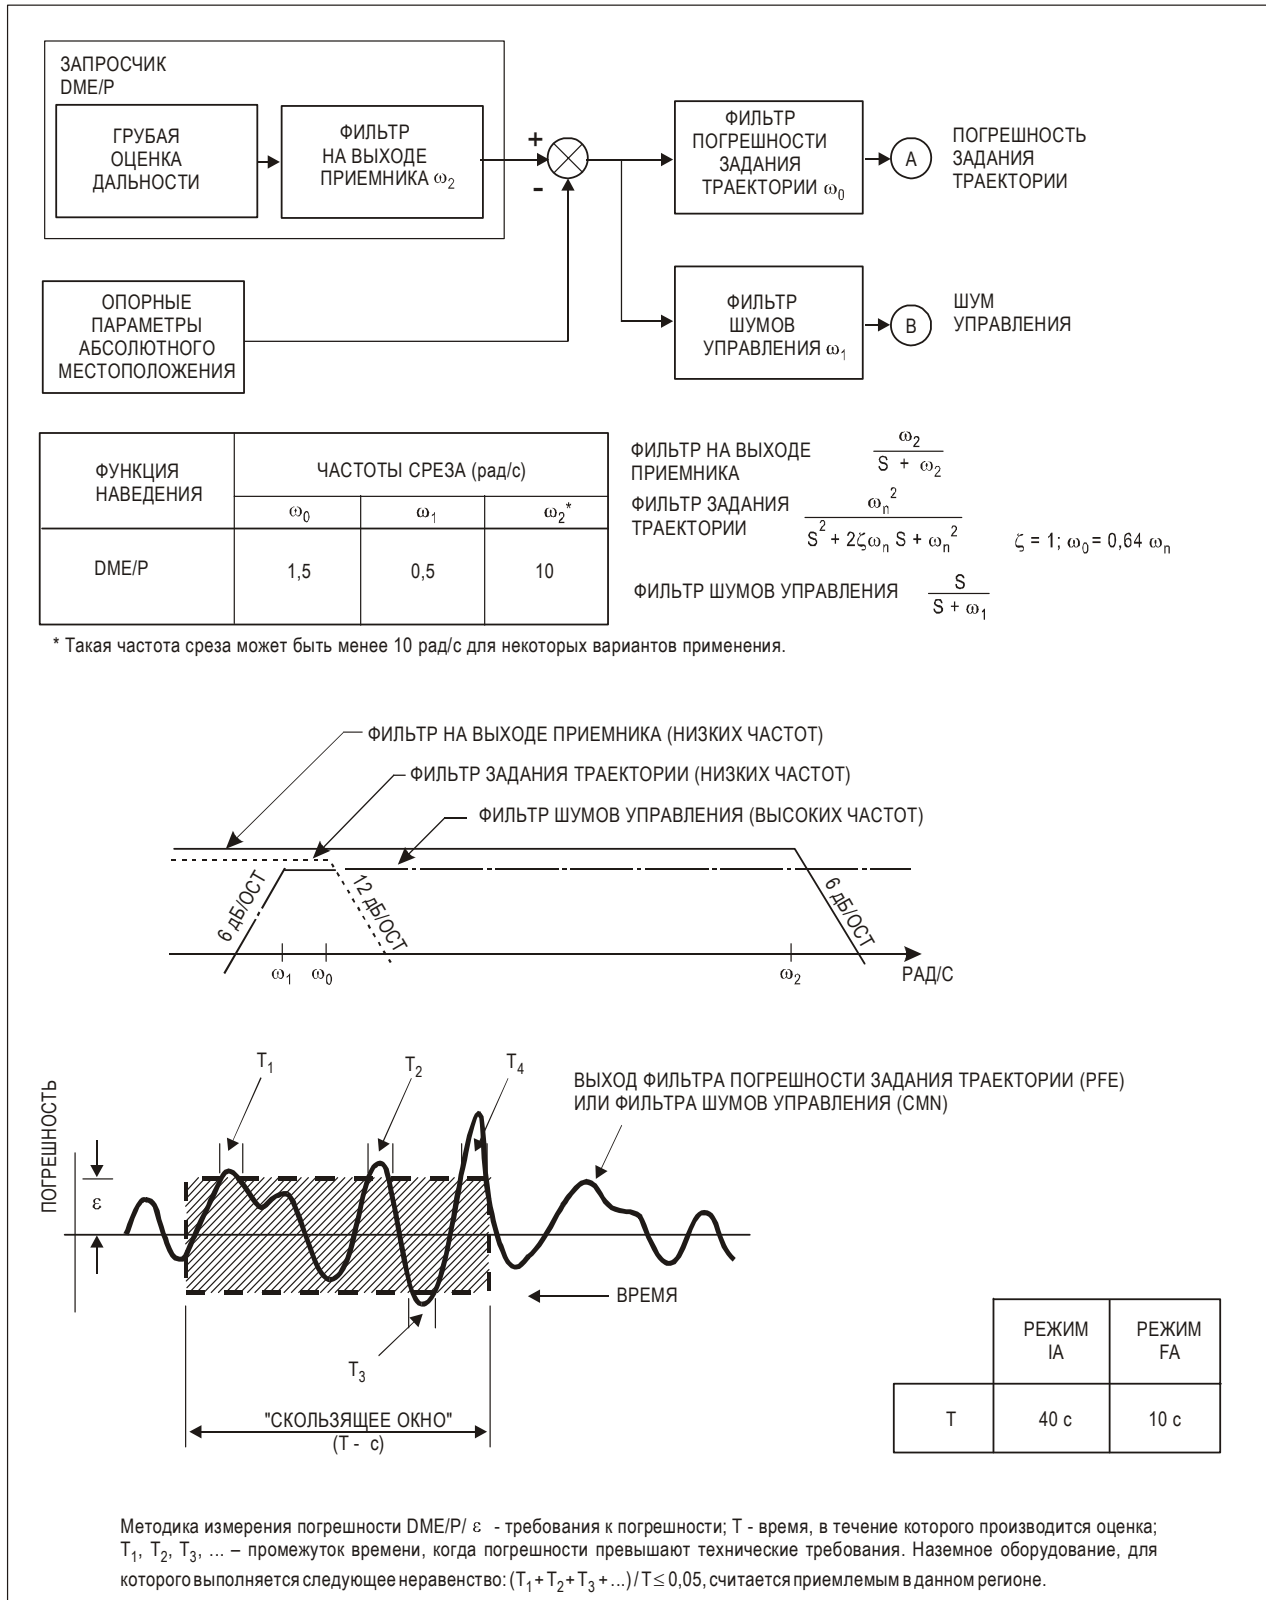 ЗАПРОСЧИК
DME/P
ГРУБАЯ
ОЦЕНКА
ДАЛЬНОСТИ
ФИЛЬТР
НА ВЫХОДЕ
ПРИЕМНИКА ω₂
+
-
ФИЛЬТР
ПОГРЕШНОСТИ
ЗАДАНИЯ
ТРАЕКТОРИИ ω₀
A
ПОГРЕШНОСТЬ
ЗАДАНИЯ
ТРАЕКТОРИИ
ОПОРНЫЕ
ПАРАМЕТРЫ
АБСОЛЮТНОГО
МЕСТОПОЛОЖЕНИЯ
ФИЛЬТР
ШУМОВ
УПРАВЛЕНИЯ ω₁
B
ШУМ
УПРАВЛЕНИЯ
ФУНКЦИЯ
НАВЕДЕНИЯ
ЧАСТОТЫ СРЕЗА (рад/с)
ω₀ ω₁ ω₂*
DME/P 1,5 0,5 10
ФИЛЬТР НА ВЫХОДЕ
ПРИЕМНИКА
ω₂
S + ω₂
ФИЛЬТР ЗАДАНИЯ
ТРАЕКТОРИИ
ωₙ²
S² + 2ζωₙ S + ωₙ²
ζ = 1; ω₀ = 0,64 ωₙ
ФИЛЬТР ШУМОВ УПРАВЛЕНИЯ
S
S + ω₁
* Такая частота среза может быть менее 10 рад/с для некоторых вариантов применения.
ФИЛЬТР НА ВЫХОДЕ ПРИЕМНИКА (НИЗКИХ ЧАСТОТ)
ФИЛЬТР ЗАДАНИЯ ТРАЕКТОРИИ (НИЗКИХ ЧАСТОТ)
ФИЛЬТР ШУМОВ УПРАВЛЕНИЯ (ВЫСОКИХ ЧАСТОТ)
6 дБ/ОСТ
12 дБ/ОСТ
6 дБ/ОСТ
ω₁ ω₀ ω₂
РАД/С
T₁ T₂ T₄
ВЫХОД ФИЛЬТРА ПОГРЕШНОСТИ ЗАДАНИЯ ТРАЕКТОРИИ (PFE)
ИЛИ ФИЛЬТРА ШУМОВ УПРАВЛЕНИЯ (CMN)
ПОГРЕШНОСТЬ
ε
ВРЕМЯ
T₃
"СКОЛЬЗЯЩЕЕ ОКНО"
(T - с)
РЕЖИМ
IA
РЕЖИМ
FA
T 40 с 10 с
Методика измерения погрешности DME/P/ ε - требования к погрешности; T - время, в течение которого производится оценка;
T₁, T₂, T₃, ... – промежуток времени, когда погрешности превышают технические требования. Наземное оборудование, для
которого выполняется следующее неравенство: (T₁+T₂+T₃+...)/T ≤ 0,05, считается приемлемым в данном регионе.